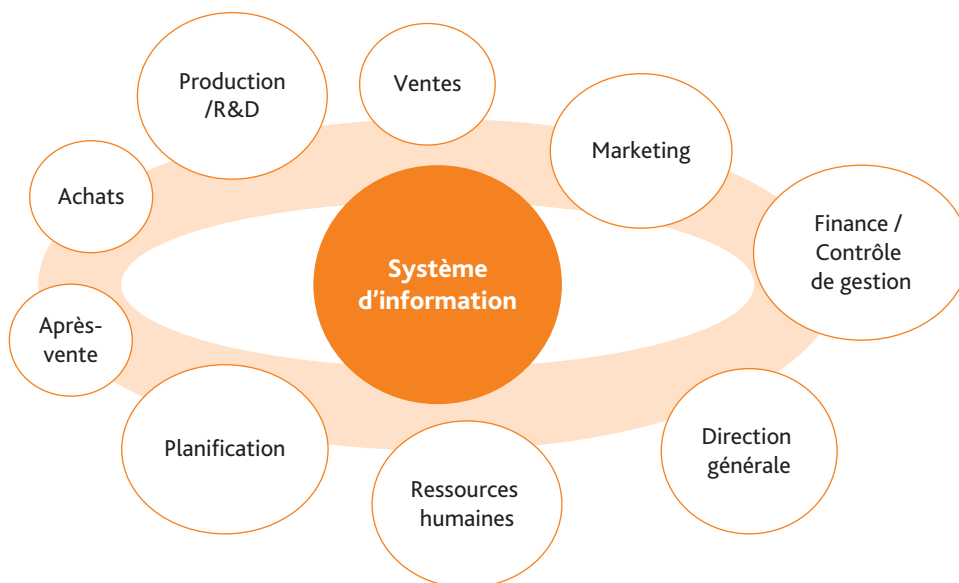 Production
/R&D
Ventes
Marketing
Achats
Finance /
Contrôle
de gestion
Système
d'information
Après-
vente
Planification
Direction
générale
Ressources
humaines